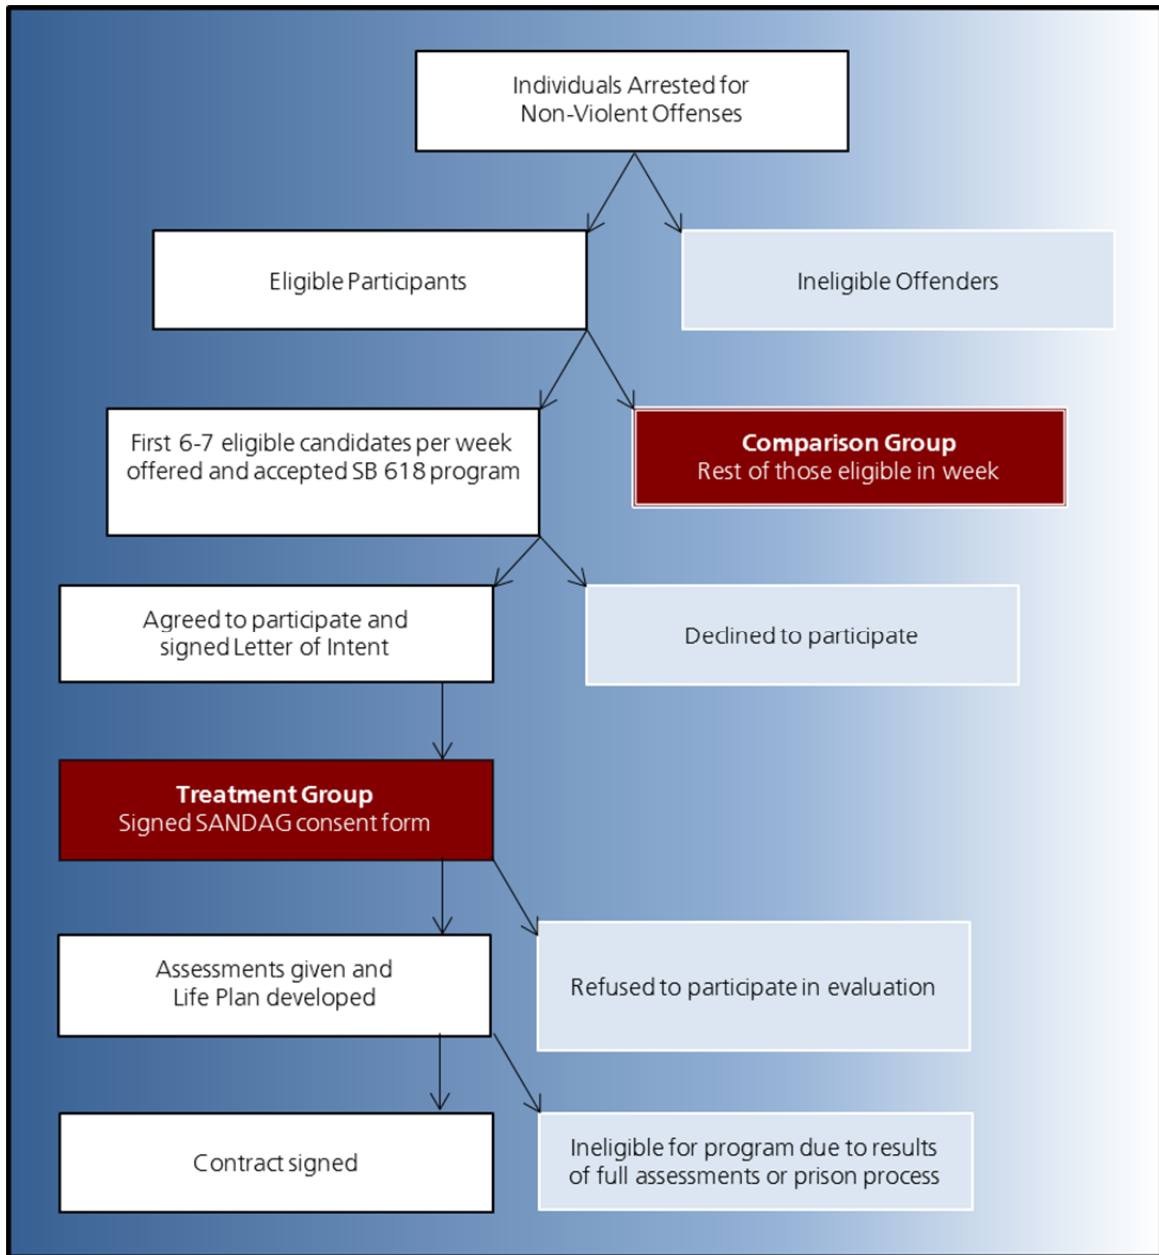 Individuals Arrested for
Non-Violent Offenses
Eligible Participants
Ineligible Offenders
First 6-7 eligible candidates per week
offered and accepted SB 618 program
Comparison Group
Rest of those eligible in week
Agreed to participate and
signed Letter of Intent
Declined to participate
Treatment Group
Signed SANDAG consent form
Assessments given and
Life Plan developed
Refused to participate in evaluation
Contract signed
Ineligible for program due to results
of full assessments or prison process